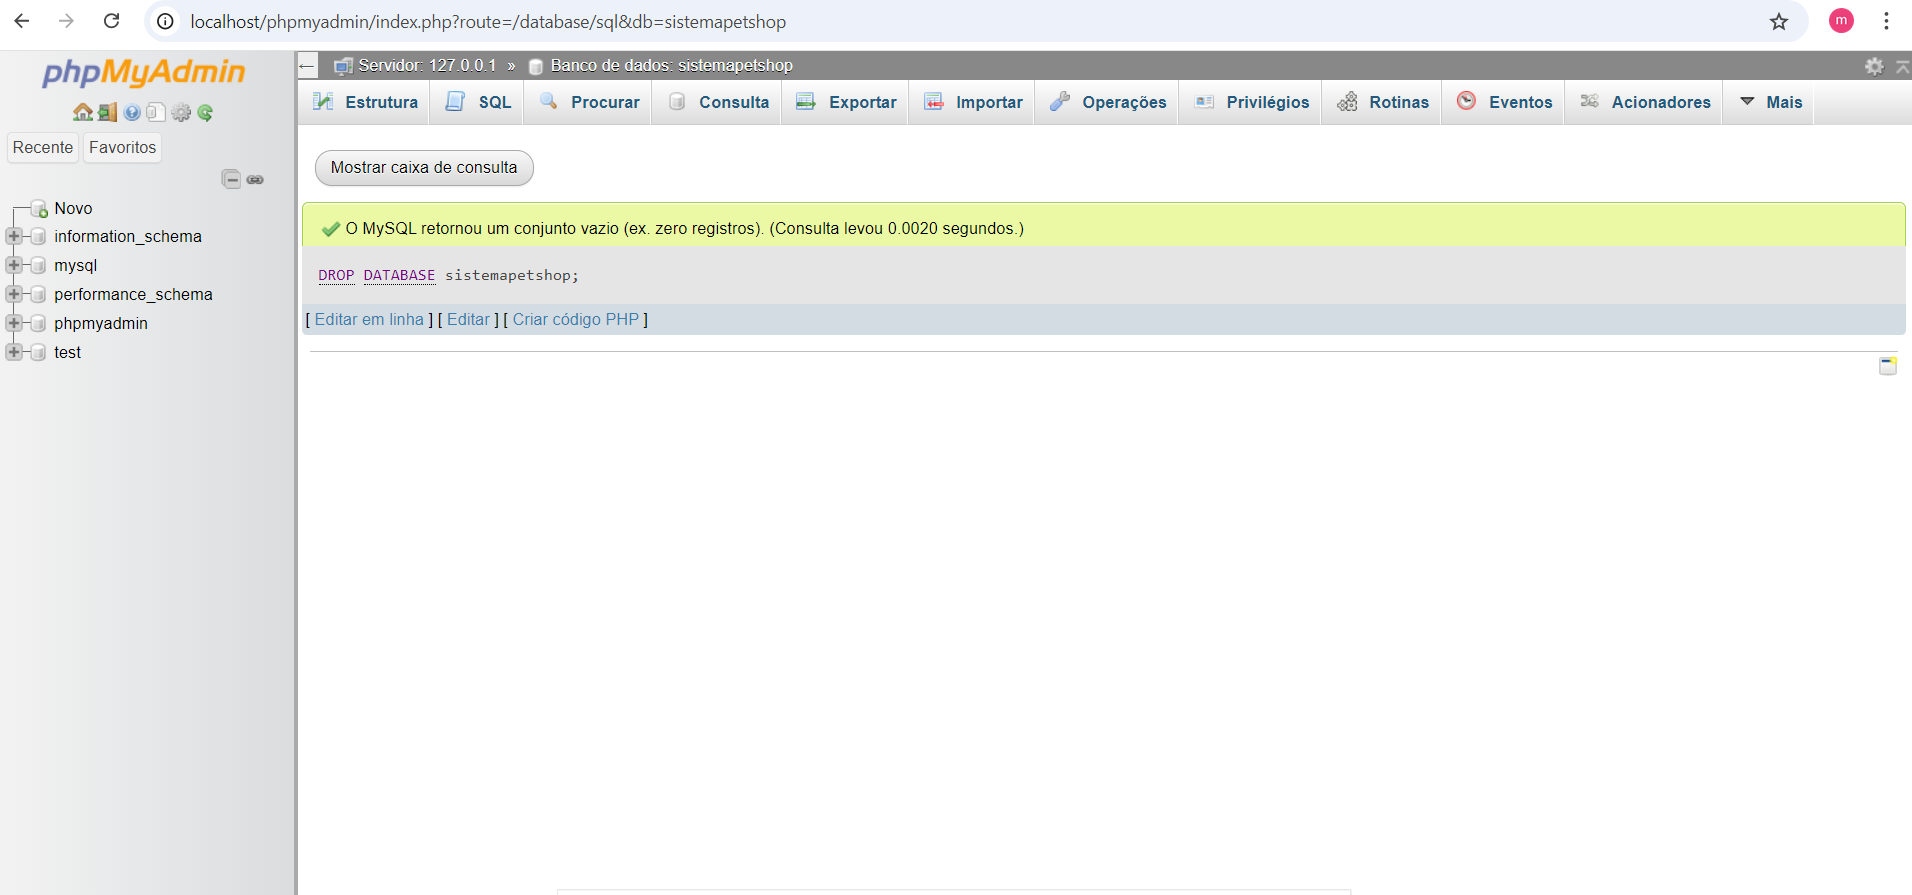 localhost/phpmyadmin/index.php?route=/database/sql&db=sistemapetshop
m
phpMyAdmin
Recente Favoritos
Novo
information_schema
mysql
performance_schema
phpmyadmin
test
Servidor: 127.0.0.1 » Banco de dados: sistemapetshop
Estrutura SQL Procurar Consulta Exportar Importar Operações Privilégios Rotinas Eventos Acionadores Mais
Mostrar caixa de consulta
O MySQL retornou um conjunto vazio (ex. zero registros). (Consulta levou 0.0020 segundos.)
DROP DATABASE sistemapetshop;
[ Editar em linha ] [ Editar ] [ Criar código PHP ]